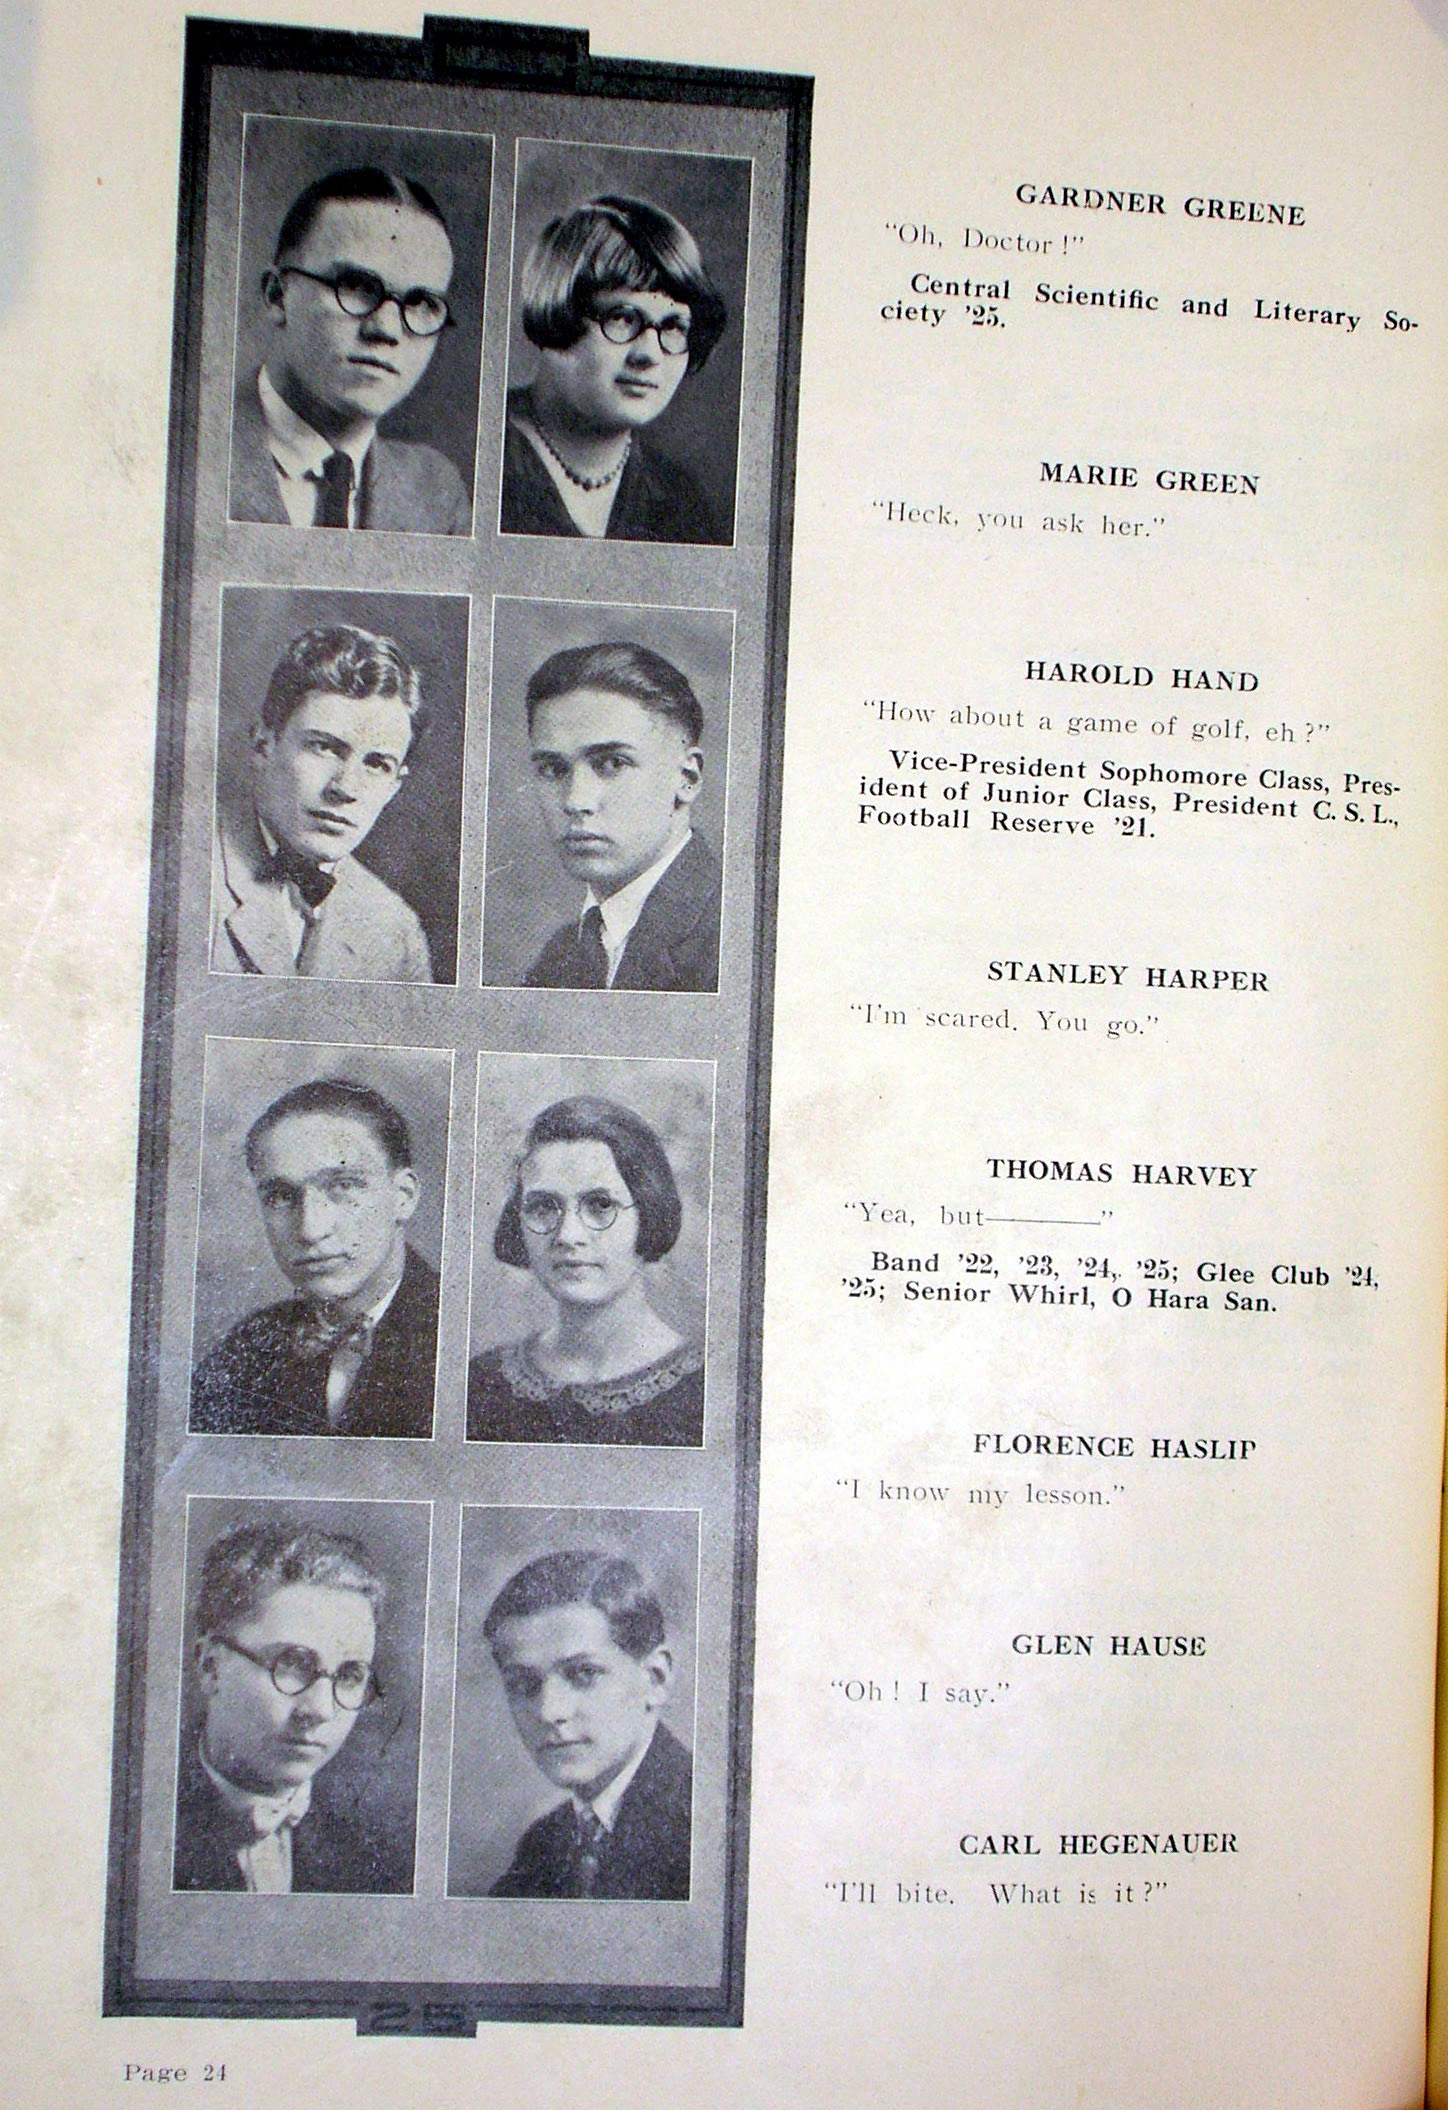 GARDNER GREENE
“Oh, Doctor!”
Central Scientific and Literary So-
ciety ’25.
MARIE GREEN
“Heck, you ask her.”
HAROLD HAND
“How about a game of golf, eh?”
Vice-President Sophomore Class, Pres-
ident of Junior Class, President C. S. L.,
Football Reserve ’21.
STANLEY HARPER
“I’m scared. You go.”
THOMAS HARVEY
“Yea, but————”
Band ’22, ’23, ’24, ’25; Glee Club ’24,
’25; Senior Whirl, O Hara San.
FLORENCE HASLIP
“I know my lesson.”
GLEN HAUSE
“Oh! I say.”
CARL HEGENAUER
“I’ll bite. What is it?”
25
Page 24